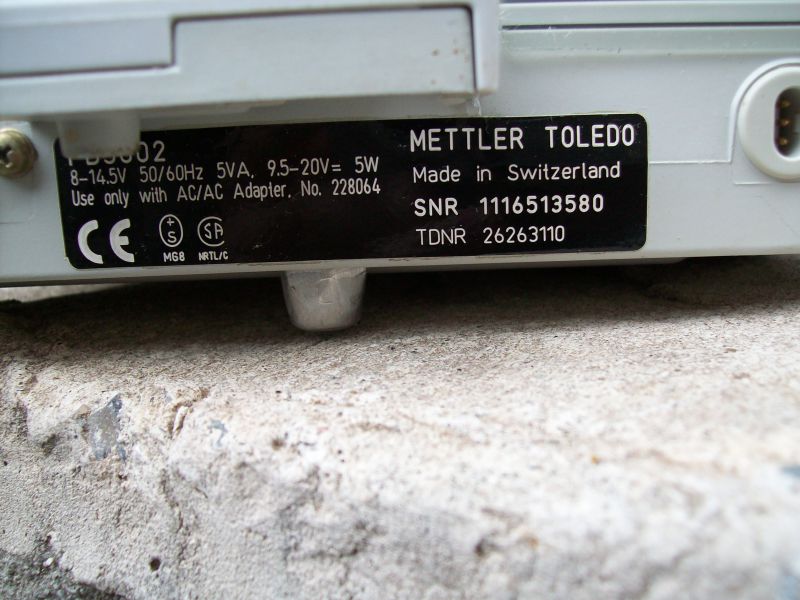 8–14.5V 50/60Hz 5VA, 9.5–20V= 5W
Use only with AC/AC Adapter, No. 228064
CE
+S
SA
MG8
NRTL/C
METTLER TOLEDO
Made in Switzerland
SNR 1116513580
TDNR 26263110